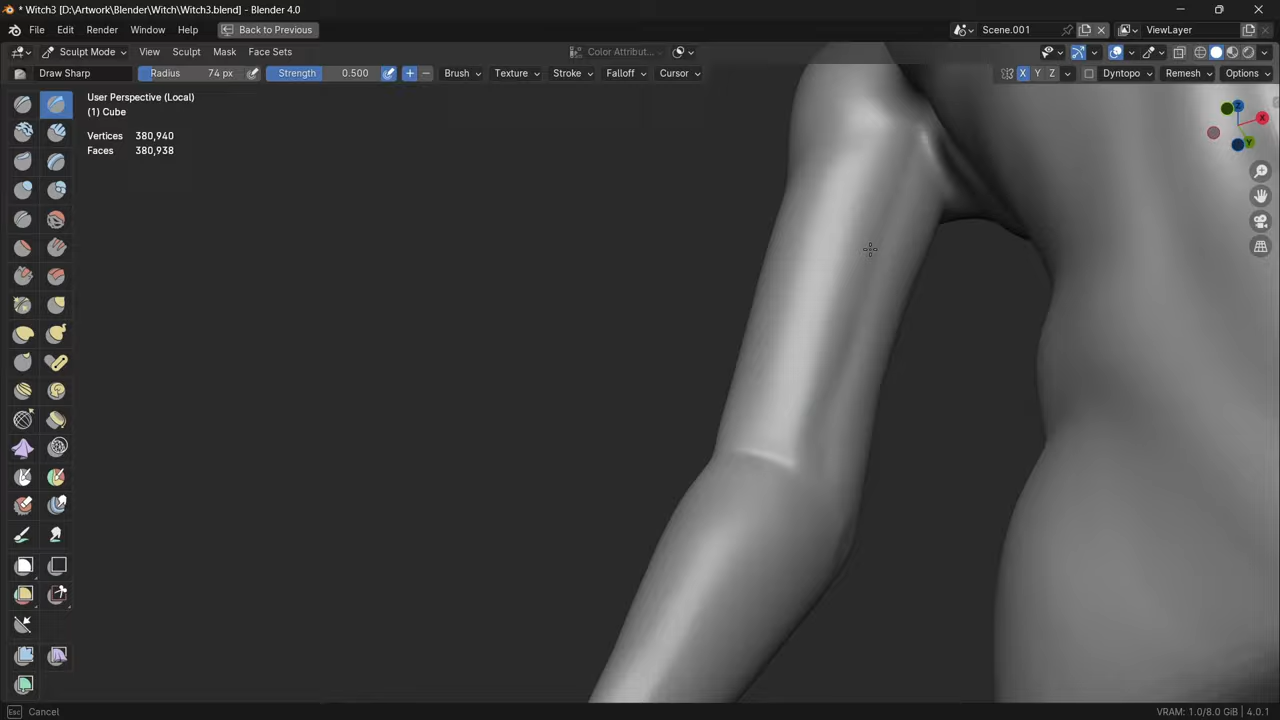 * Witch3 [D:\Artwork\Blender\Witch\Witch3.blend] - Blender 4.0
File Edit Render Window Help Back to Previous Scene.001 ViewLayer
Sculpt Mode View Sculpt Mask Face Sets Color Attribut...
Draw Sharp Radius 74 px Strength 0.500 Brush Texture Stroke Falloff Cursor X Y Z Dyntopo Remesh Options
User Perspective (Local)
(1) Cube
Vertices 380,940
Faces 380,938
Z
X
Y
Esc Cancel VRAM: 1.0/8.0 GiB | 4.0.1